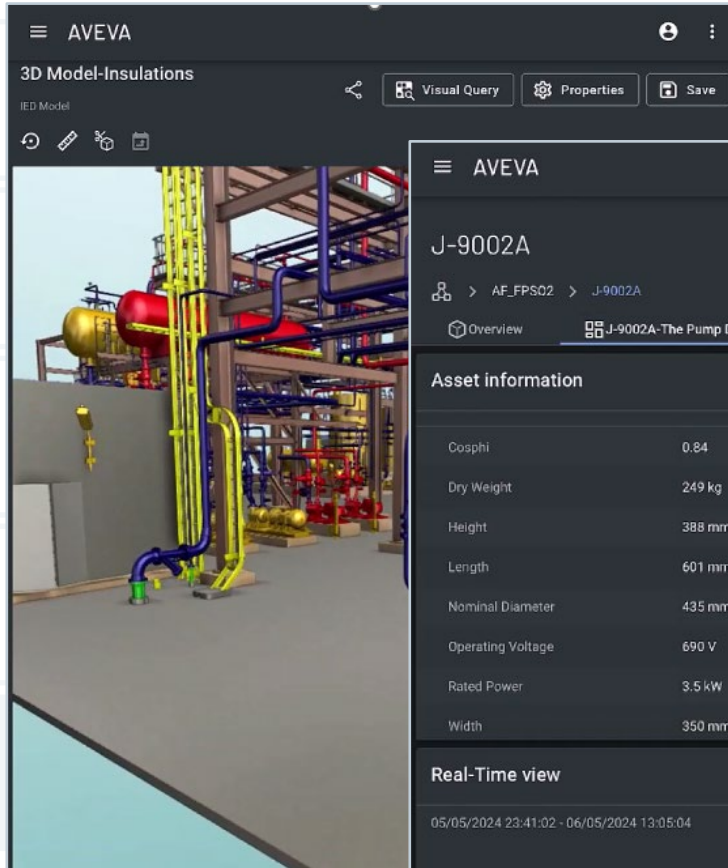 AVEVA
3D Model-Insulations
IED Model
Visual Query
Properties
Save
AVEVA
J-9002A
> AF_FPSO2 > J-9002A
Overview
J-9002A-The Pump D
Asset information
Cosphi 0.84
Dry Weight 249 kg
Height 388 mm
Length 601 mm
Nominal Diameter 435 mm
Operating Voltage 690 V
Rated Power 3.5 kW
Width 350 mm
Real-Time view
05/05/2024 23:41:02 - 06/05/2024 13:05:04